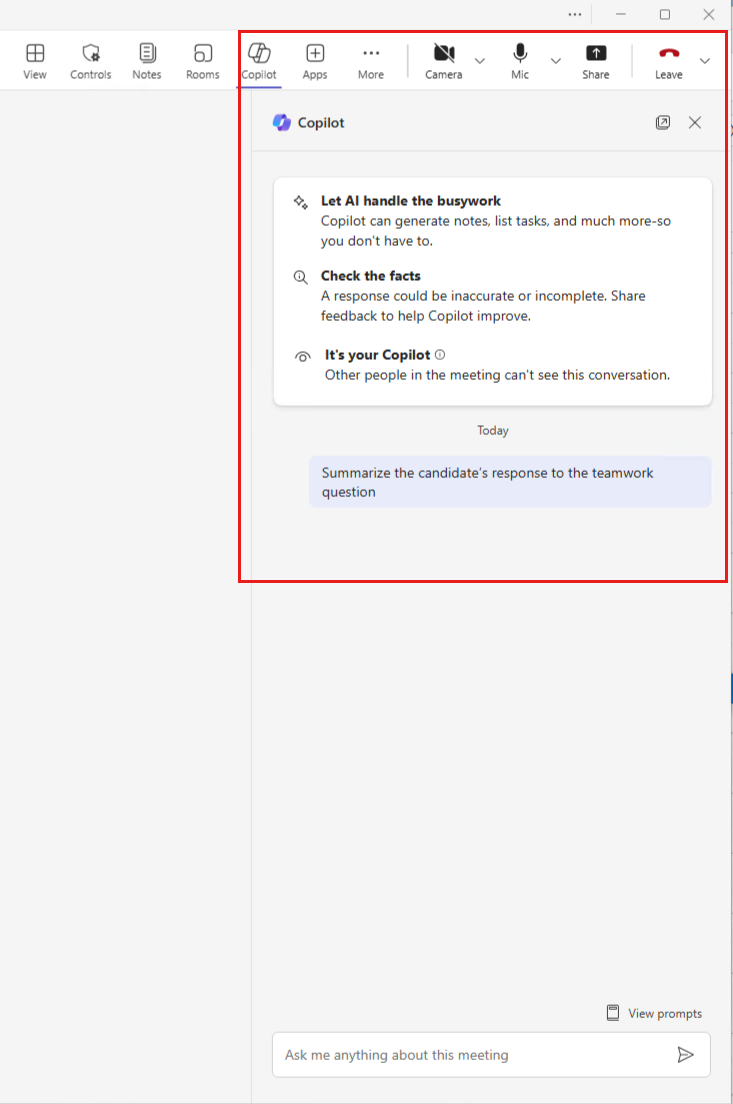 View Controls Notes Rooms Copilot Apps More Camera Mic Share Leave
Copilot
Let AI handle the busywork
Copilot can generate notes, list tasks, and much more-so
you don't have to.
Check the facts
A response could be inaccurate or incomplete. Share
feedback to help Copilot improve.
It's your Copilot
Other people in the meeting can't see this conversation.
Today
Summarize the candidate's response to the teamwork
question
View prompts
Ask me anything about this meeting